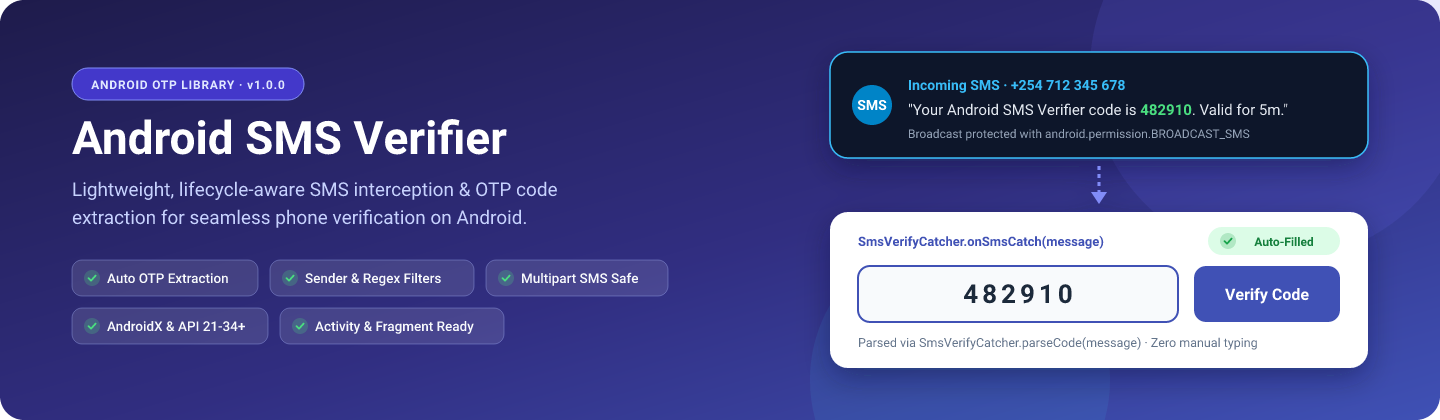 ANDROID OTP LIBRARY · v1.0.0
Android SMS Verifier
Lightweight, lifecycle-aware SMS interception & OTP code
extraction for seamless phone verification on Android.
Auto OTP Extraction
Sender & Regex Filters
Multipart SMS Safe
AndroidX & API 21-34+
Activity & Fragment Ready
SMS
Incoming SMS · +254 712 345 678
"Your Android SMS Verifier code is 482910. Valid for 5m."
Broadcast protected with android.permission.BROADCAST_SMS
SmsVerifyCatcher.onSmsCatch(message)
Auto-Filled
482910
Verify Code
Parsed via SmsVerifyCatcher.parseCode(message) · Zero manual typing